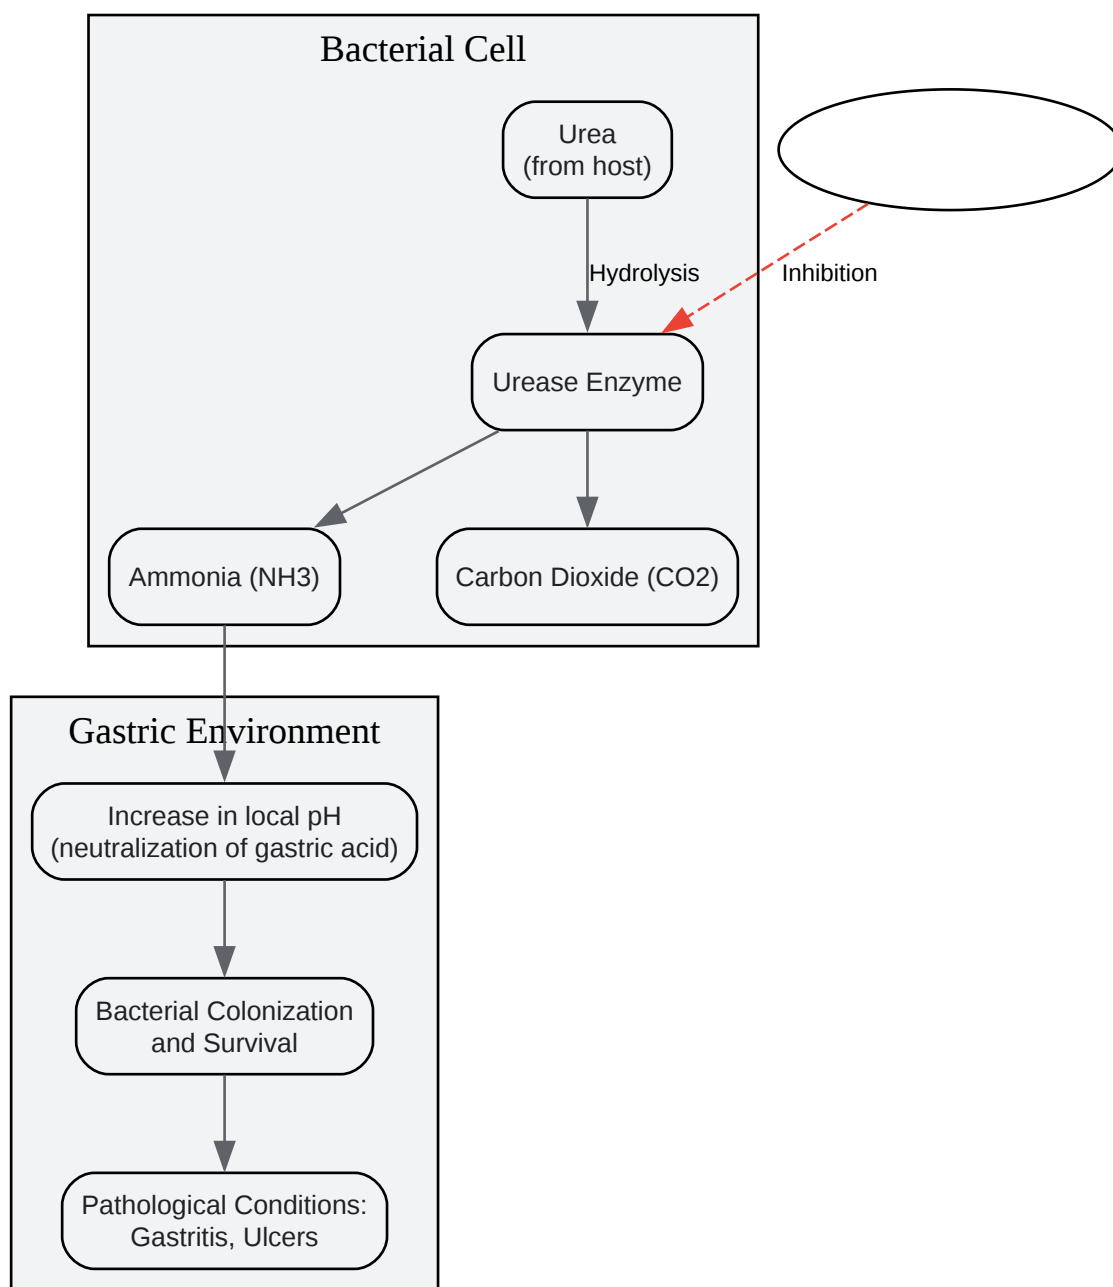 Bacterial Cell
Urea
(from host)
Hydrolysis
Inhibition
Urease Enzyme
Ammonia (NH3)
Carbon Dioxide (CO2)
Gastric Environment
Increase in local pH
(neutralization of gastric acid)
Bacterial Colonization
and Survival
Pathological Conditions:
Gastritis, Ulcers